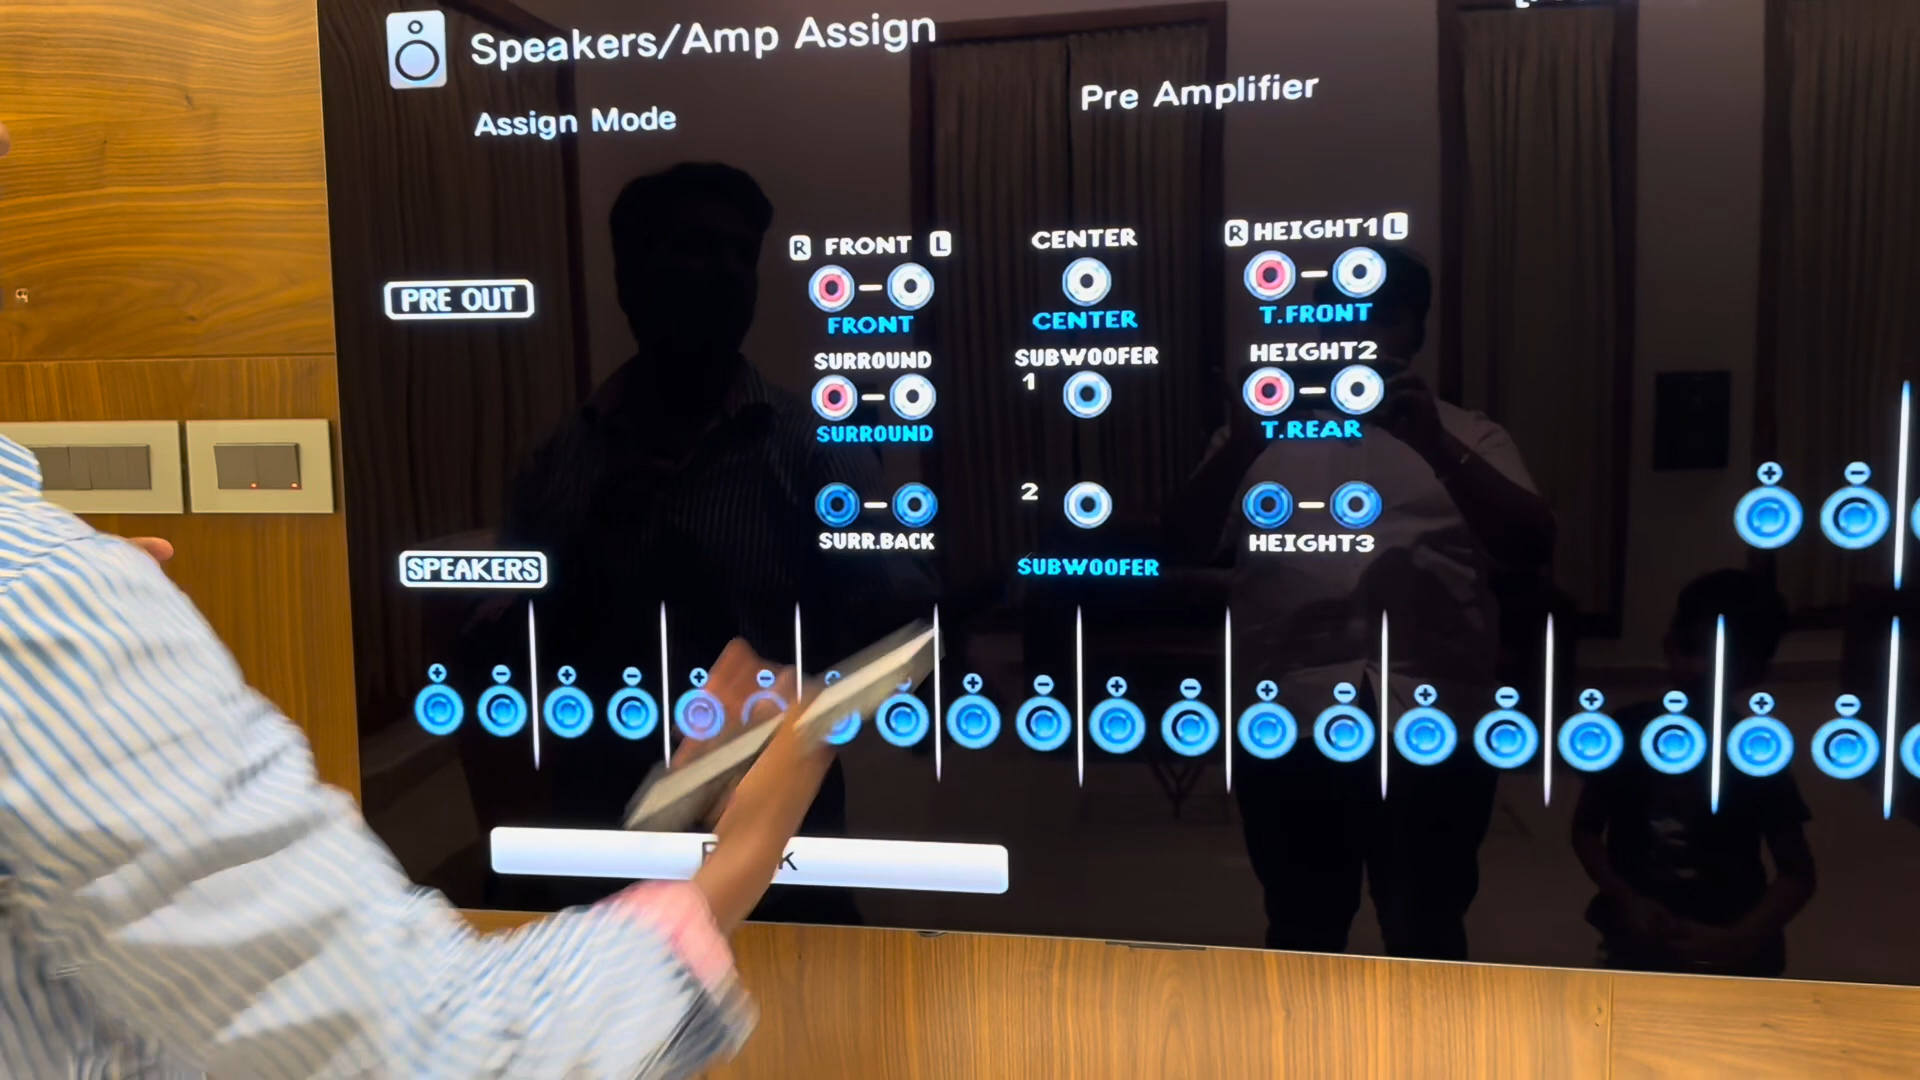 Speakers/Amp Assign
Assign Mode
Pre Amplifier
R FRONT L
CENTER
R HEIGHT1 L
PRE OUT
FRONT
CENTER
T.FRONT
SURROUND
SUBWOOFER
HEIGHT2
1
SURROUND
T.REAR
2
SURR.BACK
HEIGHT3
SPEAKERS
SUBWOOFER